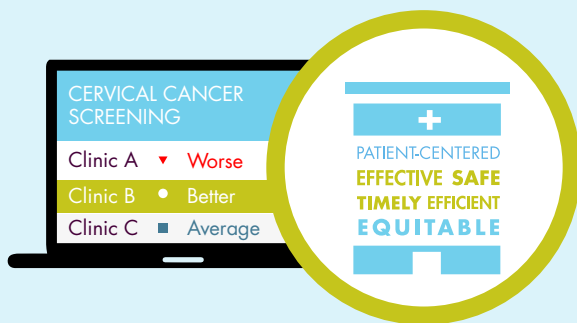 CERVICAL CANCER
SCREENING
Clinic A ▼ Worse
Clinic B ● Better
Clinic C ■ Average
PATIENT-CENTERED
EFFECTIVE SAFE
TIMELY EFFICIENT
EQUITABLE